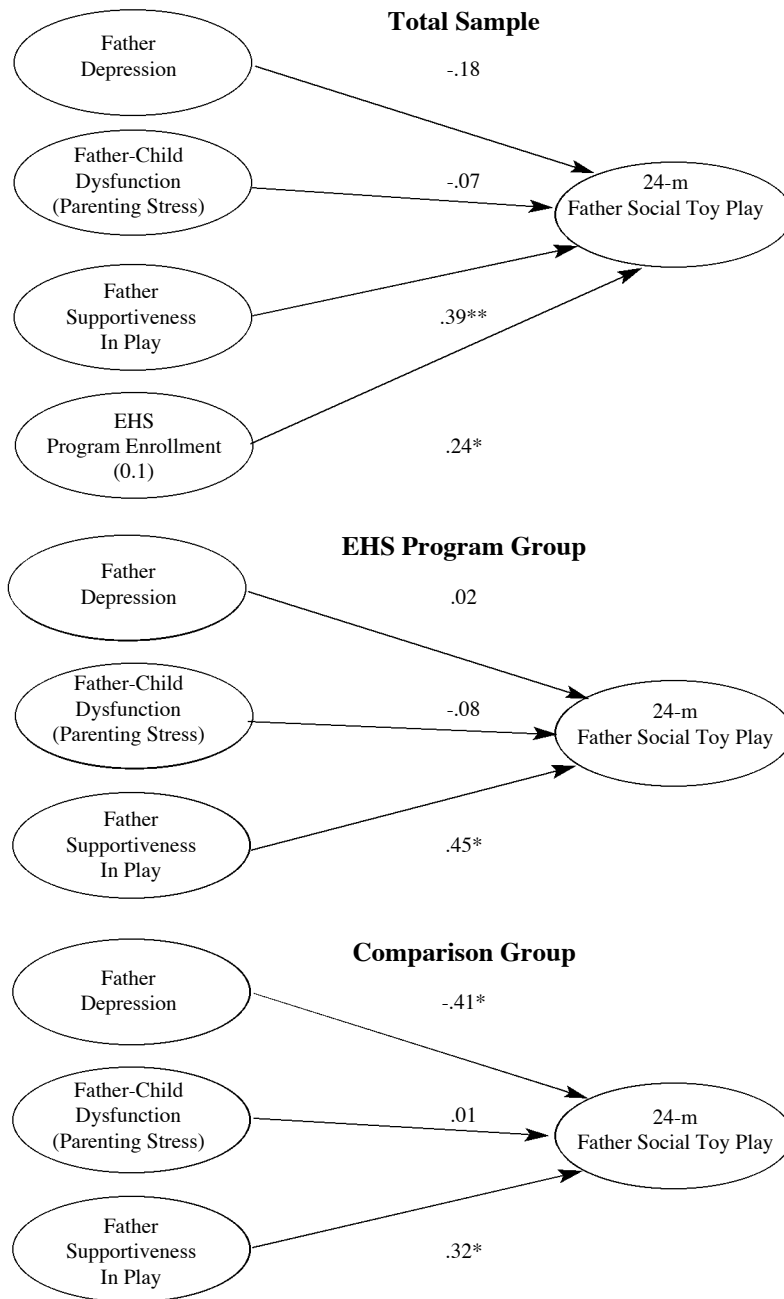 Total Sample
Father
Depression
-.18
Father-Child
Dysfunction
(Parenting Stress)
-.07
24-m
Father Social Toy Play
Father
Supportiveness
In Play
.39**
EHS
Program Enrollment
(0.1)
.24*
EHS Program Group
Father
Depression
.02
Father-Child
Dysfunction
(Parenting Stress)
-.08
24-m
Father Social Toy Play
Father
Supportiveness
In Play
.45*
Comparison Group
Father
Depression
-.41*
Father-Child
Dysfunction
(Parenting Stress)
.01
24-m
Father Social Toy Play
Father
Supportiveness
In Play
.32*